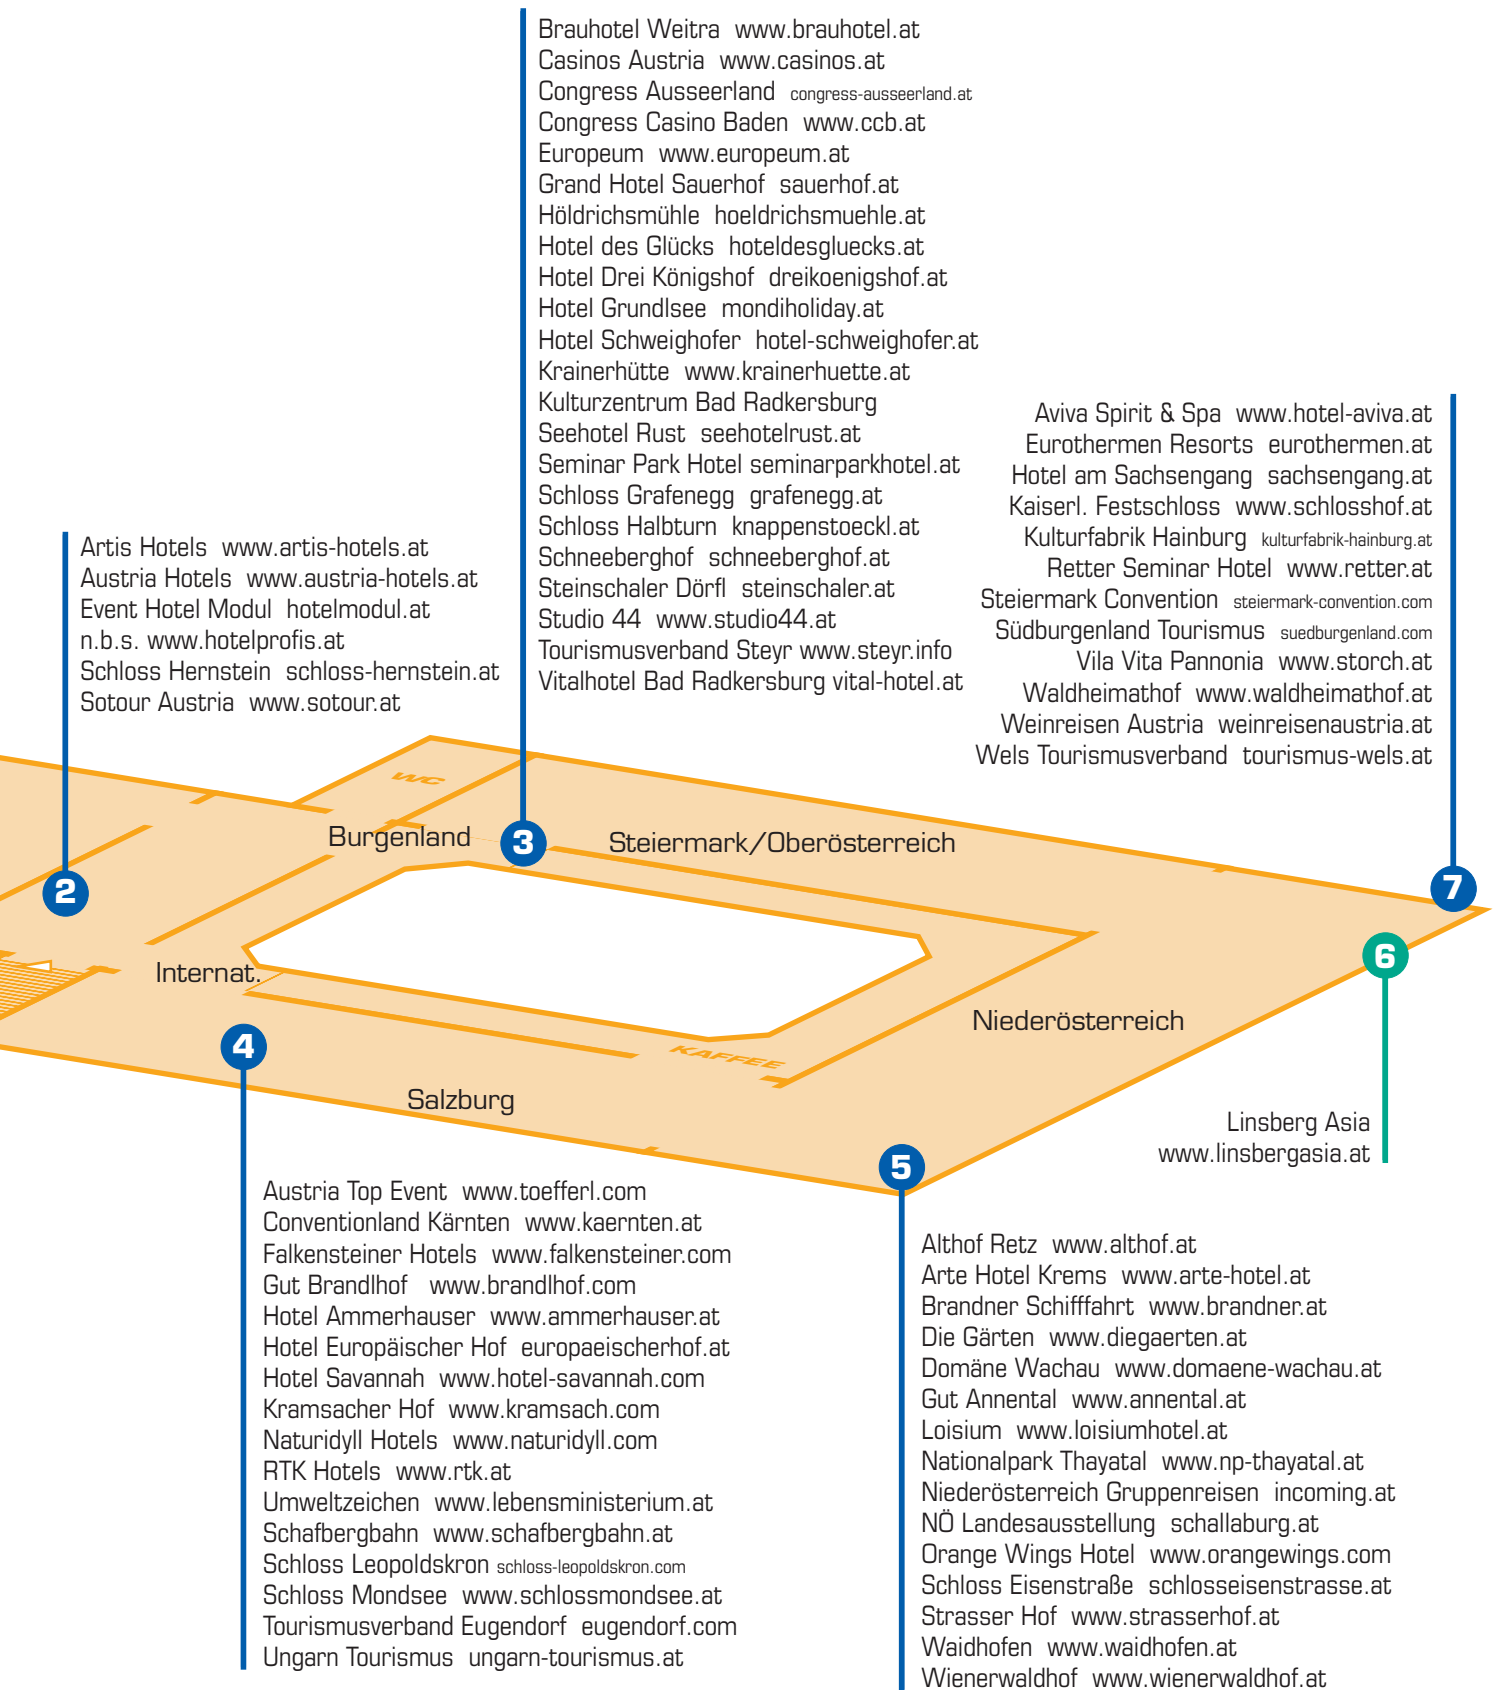 Brauhotel Weitra www.brauhotel.at
Casinos Austria www.casinos.at
Congress Ausseerland congress-ausseerland.at
Congress Casino Baden www.ccb.at
Europeum www.europeum.at
Grand Hotel Sauerhof sauerhof.at
Höldrichsmühle hoeldrichsmuehle.at
Hotel des Glücks hoteldesgluecks.at
Hotel Drei Königshof dreikoenigshof.at
Hotel Grundlsee mondiholiday.at
Hotel Schweighofer hotel-schweighofer.at
Krainerhütte www.krainerhuette.at
Kulturzentrum Bad Radkersburg
Seehotel Rust seehotelrust.at
Seminar Park Hotel seminarparkhotel.at
Schloss Grafenegg grafenegg.at
Schloss Halbturn knappenstoeckl.at
Schneeberghof schneeberghof.at
Steinschaler Dörfl steinschaler.at
Studio 44 www.studio44.at
Tourismusverband Steyr www.steyr.info
Vitalhotel Bad Radkersburg vital-hotel.at
Aviva Spirit & Spa www.hotel-aviva.at
Eurothermen Resorts eurothermen.at
Hotel am Sachsengang sachsengang.at
Kaiserl. Festschloss www.schlosshof.at
Kulturfabrik Hainburg kulturfabrik-hainburg.at
Retter Seminar Hotel www.retter.at
Steiermark Convention steiermark-convention.com
Südburgenland Tourismus suedburgenland.com
Vila Vita Pannonia www.storch.at
Waldheimathof www.waldheimathof.at
Weinreisen Austria weinreisenaustria.at
Wels Tourismusverband tourismus-wels.at
Artis Hotels www.artis-hotels.at
Austria Hotels www.austria-hotels.at
Event Hotel Modul hotelmodul.at
n.b.s. www.hotelprofis.at
Schloss Hernstein schloss-hernstein.at
Sotour Austria www.sotour.at
WC
Burgenland
3
Steiermark/Oberösterreich
2
7
6
Internat.
Niederösterreich
4
KAFFEE
Salzburg
5
Linsberg Asia
www.linsbergasia.at
Austria Top Event www.toefferl.com
Conventionland Kärnten www.kaernten.at
Falkensteiner Hotels www.falkensteiner.com
Gut Brandlhof www.brandlhof.com
Hotel Ammerhauser www.ammerhauser.at
Hotel Europäischer Hof europaeischerhof.at
Hotel Savannah www.hotel-savannah.com
Kramsacher Hof www.kramsach.com
Naturidyll Hotels www.naturidyll.com
RTK Hotels www.rtk.at
Umweltzeichen www.lebensministerium.at
Schafbergbahn www.schafbergbahn.at
Schloss Leopoldskron schloss-leopoldskron.com
Schloss Mondsee www.schlossmondsee.at
Tourismusverband Eugendorf eugendorf.com
Ungarn Tourismus ungarn-tourismus.at
Althof Retz www.althof.at
Arte Hotel Krems www.arte-hotel.at
Brandner Schifffahrt www.brandner.at
Die Gärten www.diegaerten.at
Domäne Wachau www.domaene-wachau.at
Gut Annental www.annental.at
Loisium www.loisiumhotel.at
Nationalpark Thayatal www.np-thayatal.at
Niederösterreich Gruppenreisen incoming.at
NÖ Landesausstellung schallaburg.at
Orange Wings Hotel www.orangewings.com
Schloss Eisenstraße schlosseisenstrasse.at
Strasser Hof www.strasserhof.at
Waidhofen www.waidhofen.at
Wienerwaldhof www.wienerwaldhof.at